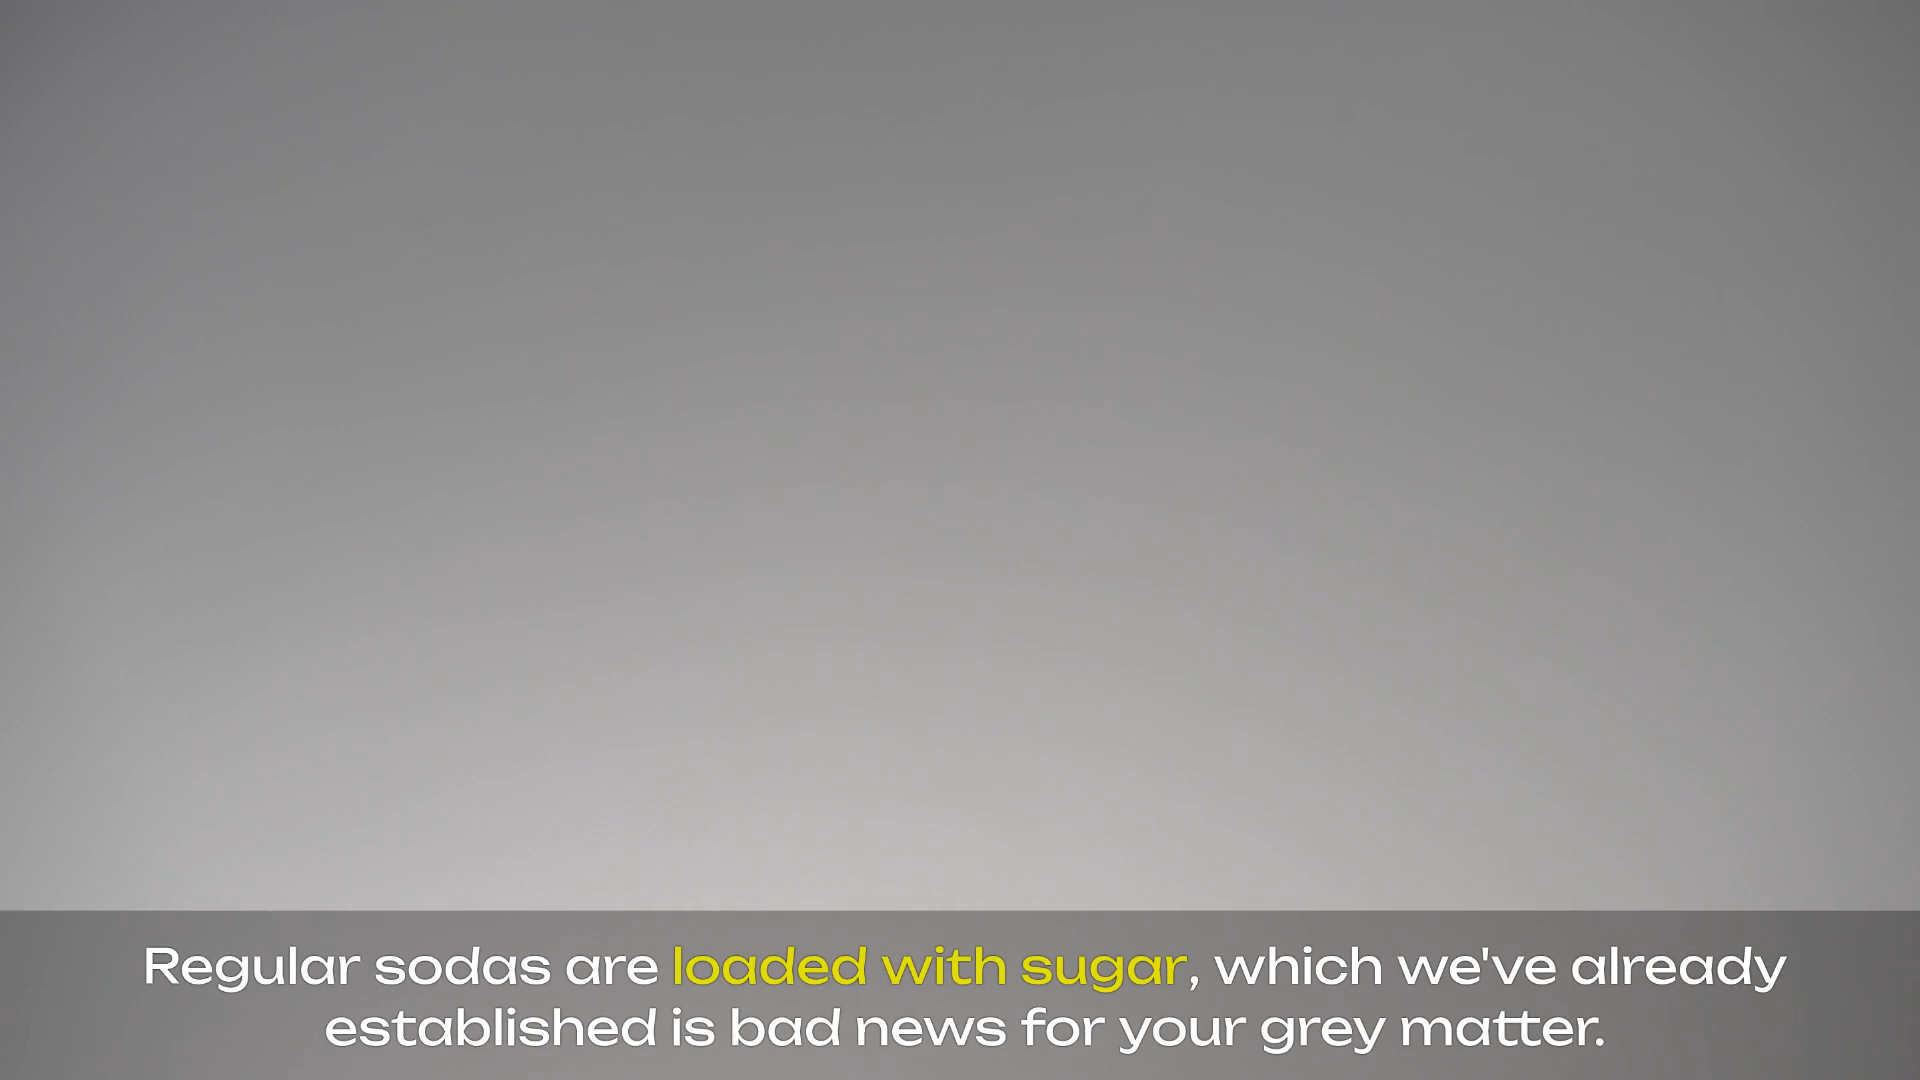 Regular sodas are loaded with sugar, which we've already
established is bad news for your grey matter.